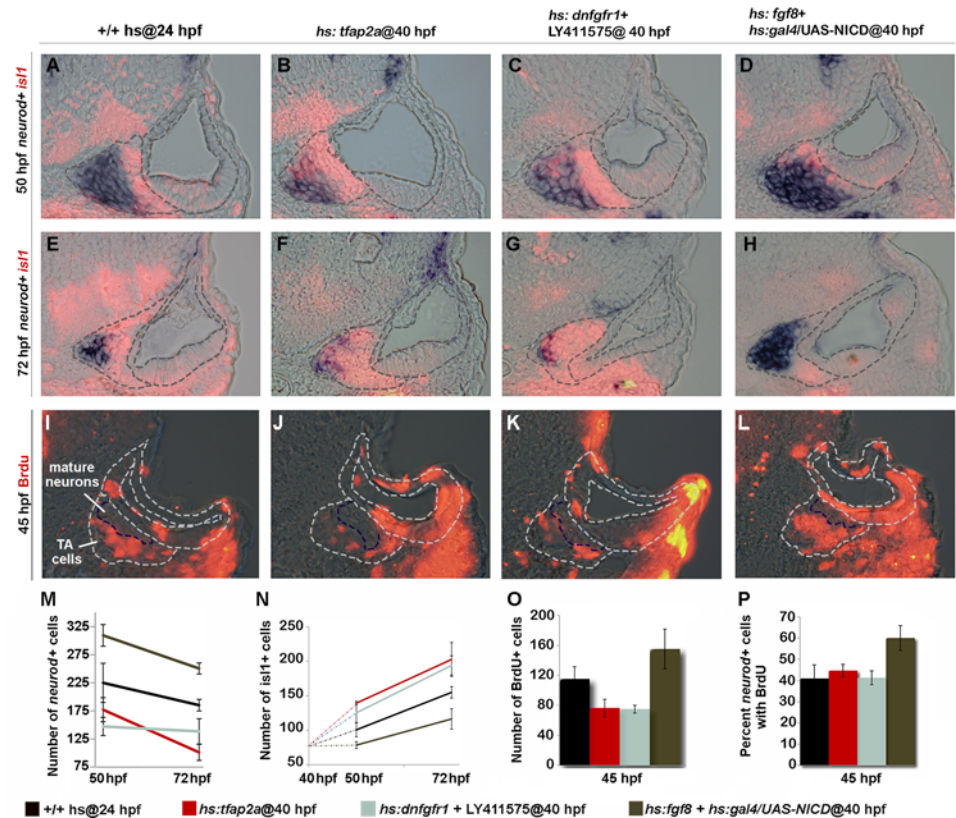 +/+ hs@24 hpf
hs: tfap2a@40 hpf
hs: dnfgfr1+
LY411575@ 40 hpf
hs: fgf8+
hs:gal4/UAS-NICD@40 hpf
50 hpf neurod+ isl1
A
B
C
D
72 hpf neurod+ isl1
E
F
G
H
45 hpf Brdu
I
J
K
L
mature
neurons
TA
cells
M
Number of neurod+ cells
325
275
225
175
125
75
50hpf
72hpf
N
Number of isl1+ cells
250
200
150
100
50
40hpf
50hpf
72hpf
O
Number of BrdU+ cells
200
160
120
80
40
0
45 hpf
P
Percent neurod+ cells
with BrdU
70
60
50
40
30
20
10
0
45 hpf
+/+ hs@24 hpf
hs:tfap2a@40 hpf
hs:dnfgfr1 + LY411575@40 hpf
hs:fgf8 + hs:gal4/UAS-NICD@40 hpf